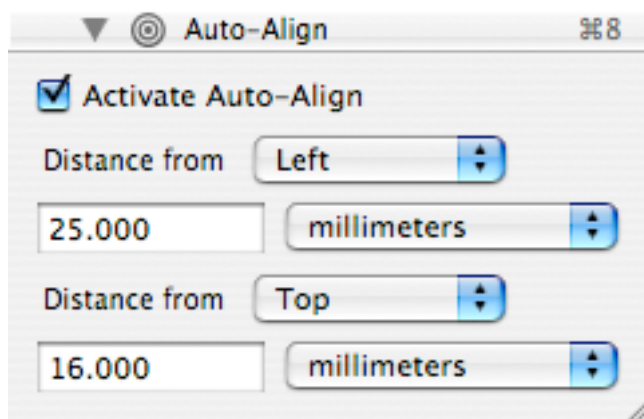 Auto-Align ⌘8
Activate Auto-Align
Distance from Left
25.000 millimeters
Distance from Top
16.000 millimeters